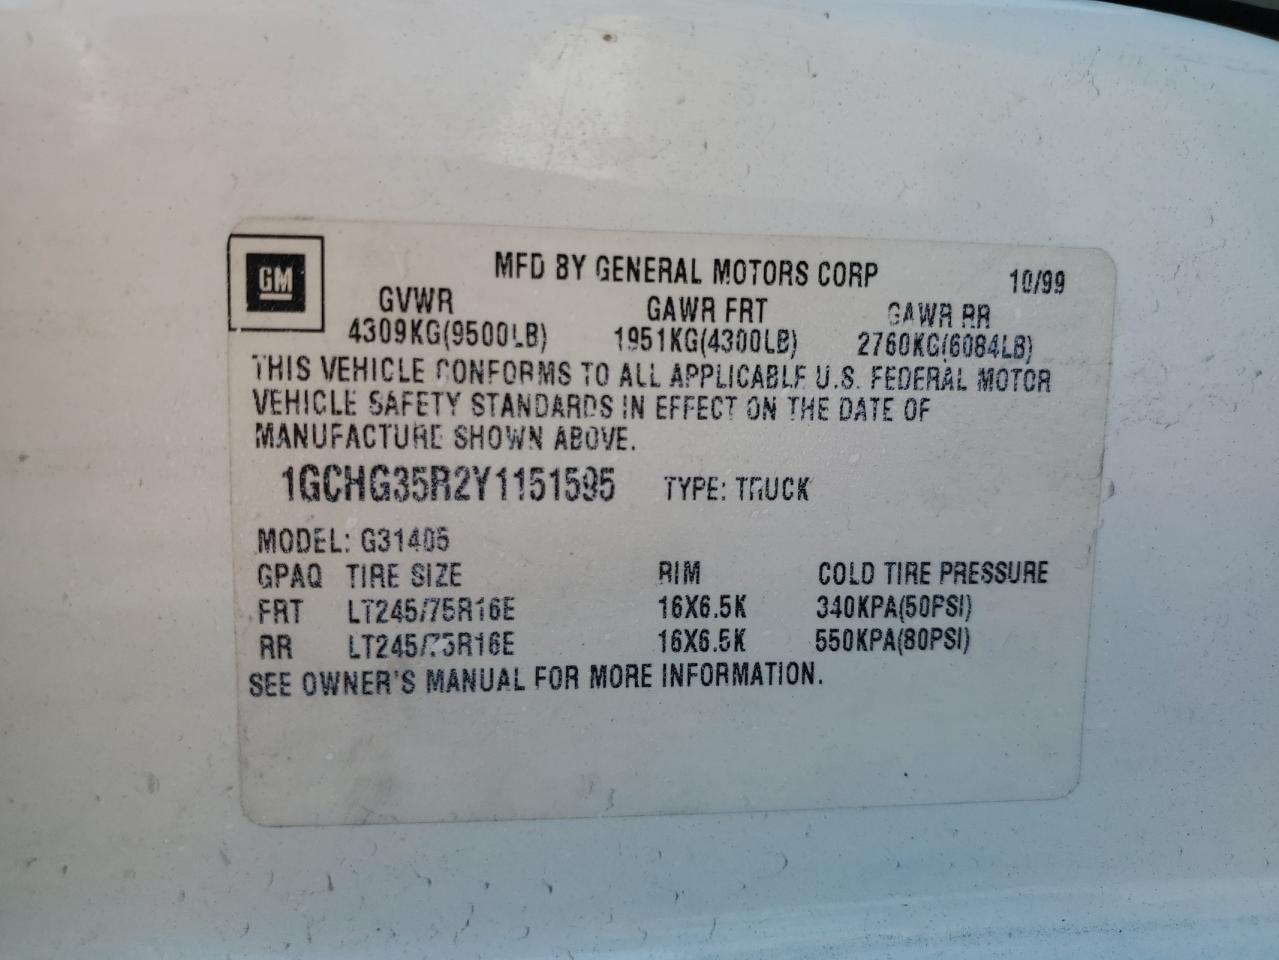 GM
MFD BY GENERAL MOTORS CORP 10/99
GVWR GAWR FRT GAWR RR
4309KG(9500LB) 1951KG(4300LB) 2760KG(6084LB)
THIS VEHICLE CONFORMS TO ALL APPLICABLE U.S. FEDERAL MOTOR
VEHICLE SAFETY STANDARDS IN EFFECT ON THE DATE OF
MANUFACTURE SHOWN ABOVE.
1GCHG35R2Y1151595 TYPE: TRUCK
MODEL: G31405
GPAQ TIRE SIZE RIM COLD TIRE PRESSURE
FRT LT245/75R16E 16X6.5K 340KPA(50PSI)
RR LT245/75R16E 16X6.5K 550KPA(80PSI)
SEE OWNER'S MANUAL FOR MORE INFORMATION.